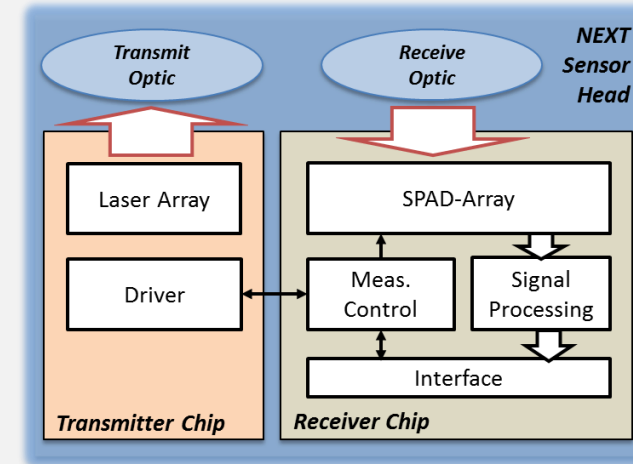 Transmit
Optic
Receive
Optic
NEXT
Sensor
Head
Laser Array
SPAD-Array
Driver
Meas.
Control
Signal
Processing
Interface
Transmitter Chip
Receiver Chip